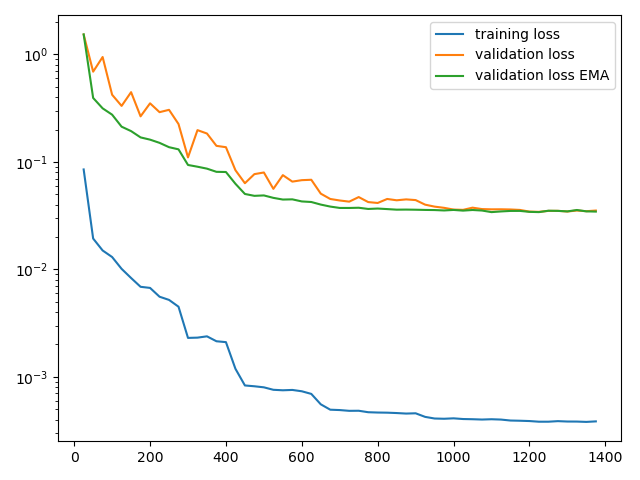 training loss
validation loss
validation loss EMA
10⁰
10⁻¹
10⁻²
10⁻³
0 200 400 600 800 1000 1200 1400